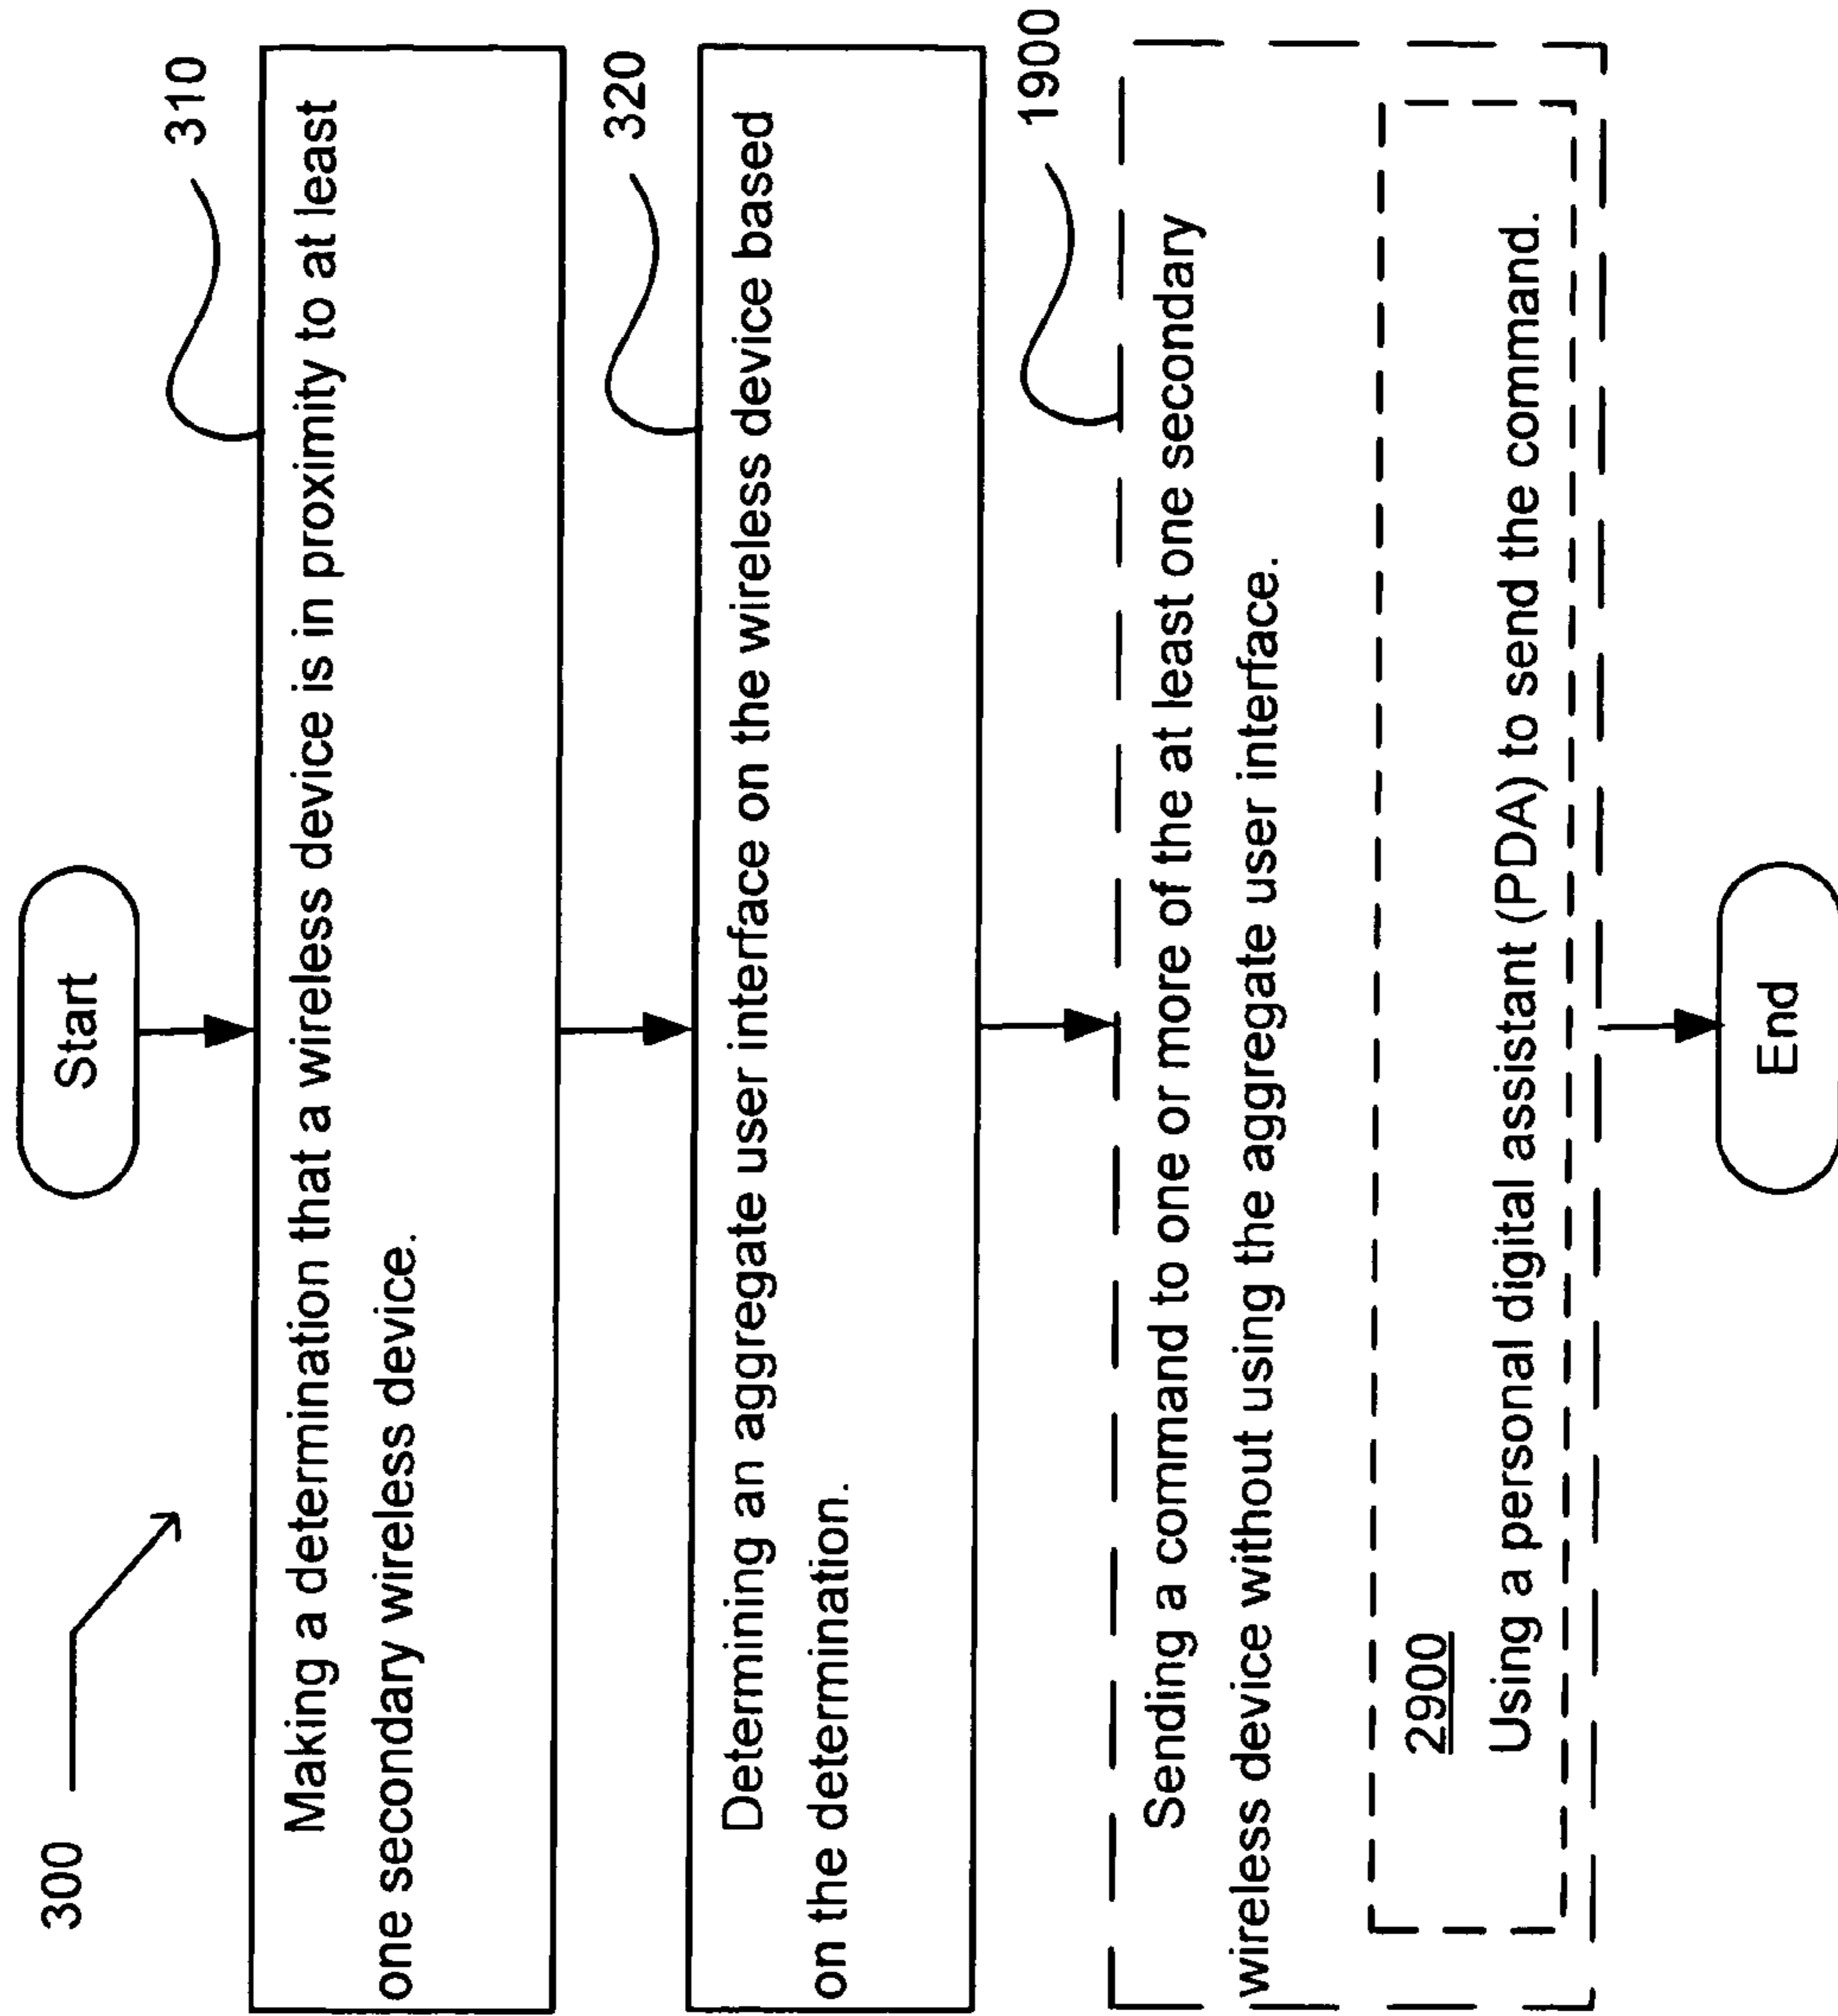 Start
300
310
Making a determination that a wireless device is in proximity to at least
one secondary wireless device.
320
Determining an aggregate user interface on the wireless device based
on the determination.
1900
Sending a command to one or more of the at least one secondary
wireless device without using the aggregate user interface.
2900
Using a personal digital assistant (PDA) to send the command.
End